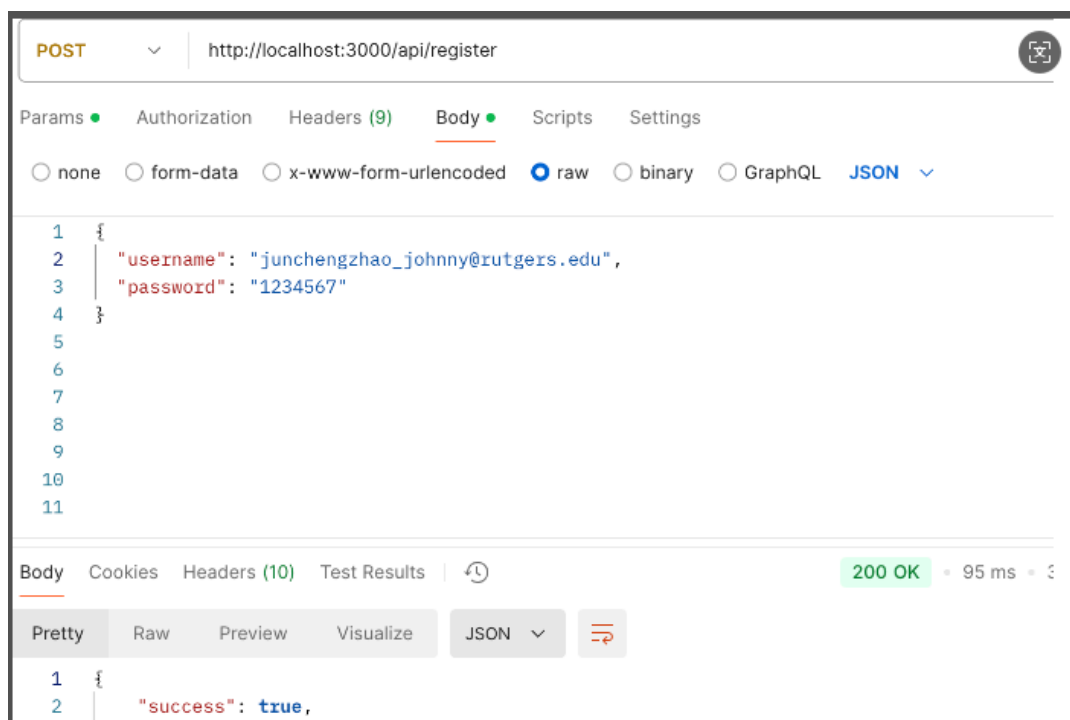 POST http://localhost:3000/api/register
Params Authorization Headers (9) Body Scripts Settings
none form-data x-www-form-urlencoded raw binary GraphQL JSON
1 {
2 "username": "junchengzhao_johnny@rutgers.edu",
3 "password": "1234567"
4 }
5
6
7
8
9
10
11
Body Cookies Headers (10) Test Results 200 OK 95 ms
Pretty Raw Preview Visualize JSON
1 {
2 "success": true,